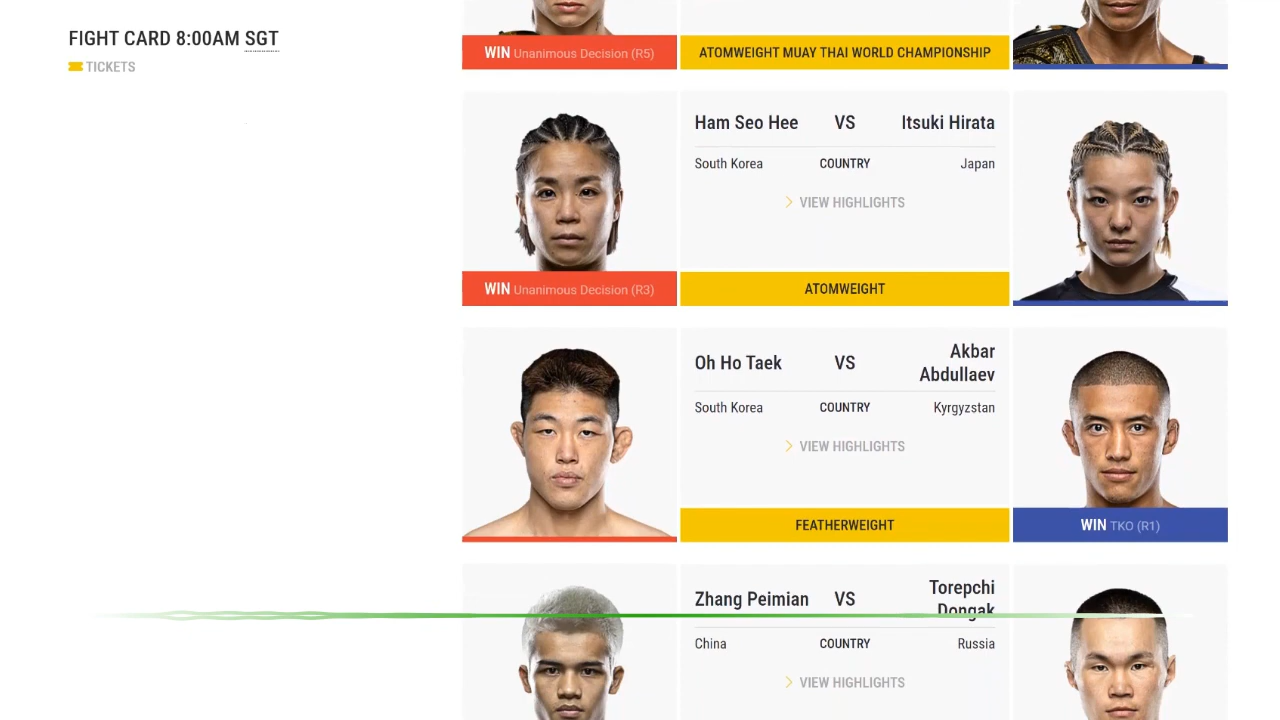 FIGHT CARD 8:00AM SGT
TICKETS
WIN Unanimous Decision (R5)
ATOMWEIGHT MUAY THAI WORLD CHAMPIONSHIP
Ham Seo Hee VS Itsuki Hirata
South Korea COUNTRY Japan
VIEW HIGHLIGHTS
WIN Unanimous Decision (R3)
ATOMWEIGHT
Oh Ho Taek VS Akbar
Abdullaev
South Korea COUNTRY Kyrgyzstan
VIEW HIGHLIGHTS
FEATHERWEIGHT
WIN TKO (R1)
Zhang Peimian VS Torepchi
Dongak
China COUNTRY Russia
VIEW HIGHLIGHTS